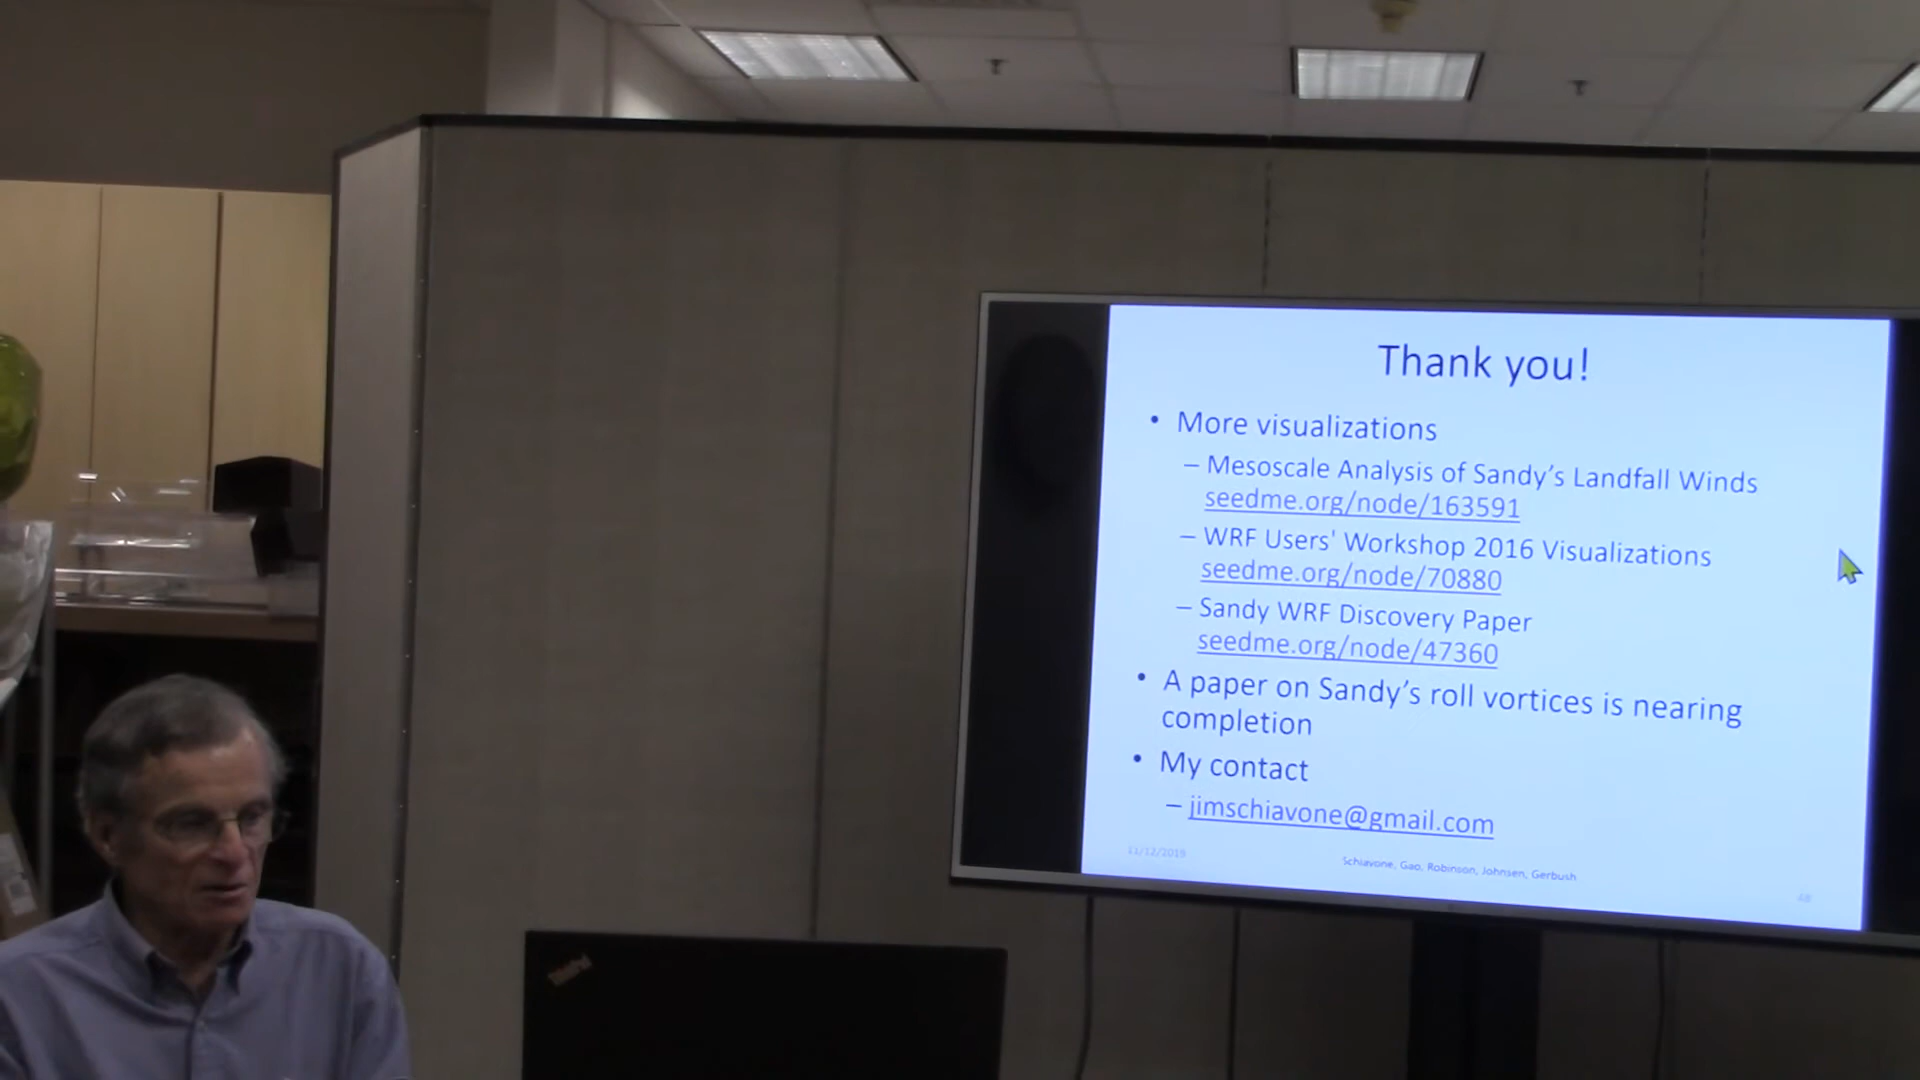 Thank you!
• More visualizations
– Mesoscale Analysis of Sandy's Landfall Winds
seedme.org/node/163591
– WRF Users' Workshop 2016 Visualizations
seedme.org/node/70880
– Sandy WRF Discovery Paper
seedme.org/node/47360
• A paper on Sandy's roll vortices is nearing
completion
• My contact
– jimschiavone@gmail.com
11/12/2019
Schiavone, Gao, Robinson, Johnsen, Gerbush
48
ThinkPad